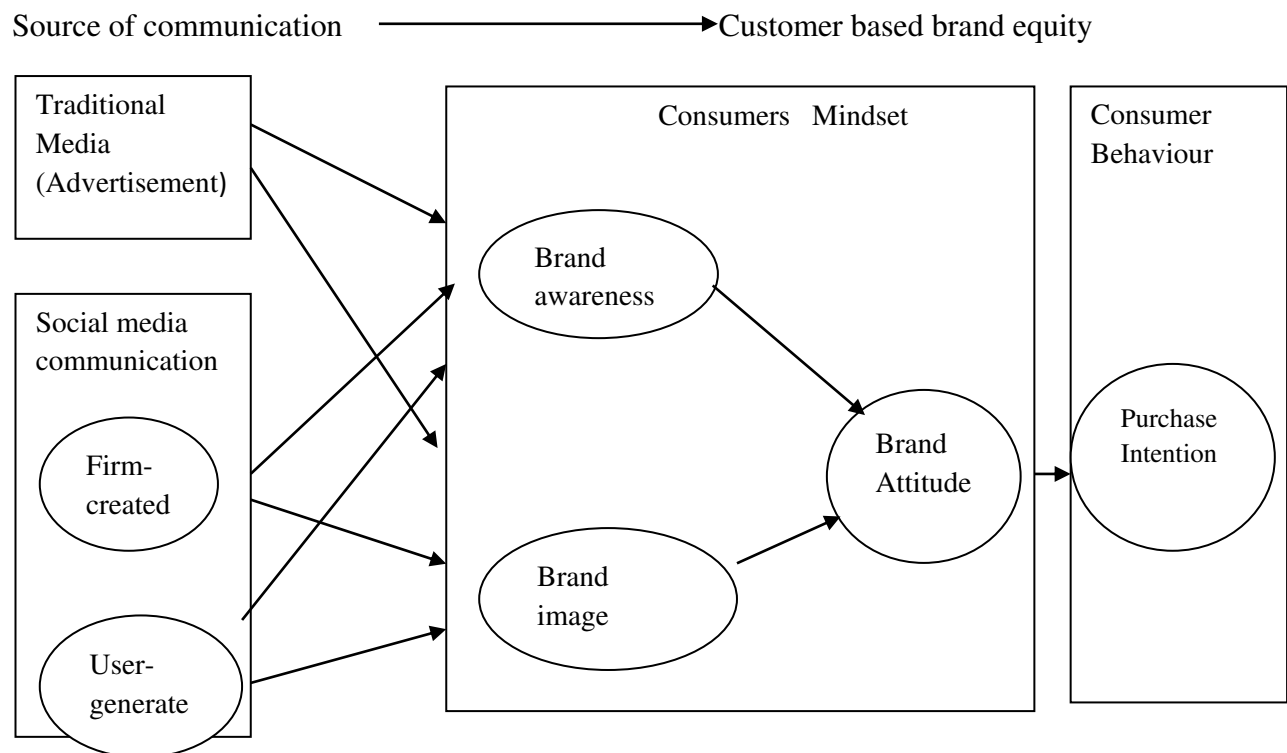 Source of communication
Customer based brand equity
Traditional
Media
(Advertisement)
Social media
communication
Firm-
created
User-
generate
Consumers Mindset
Brand
awareness
Brand
image
Brand
Attitude
Consumer
Behaviour
Purchase
Intention